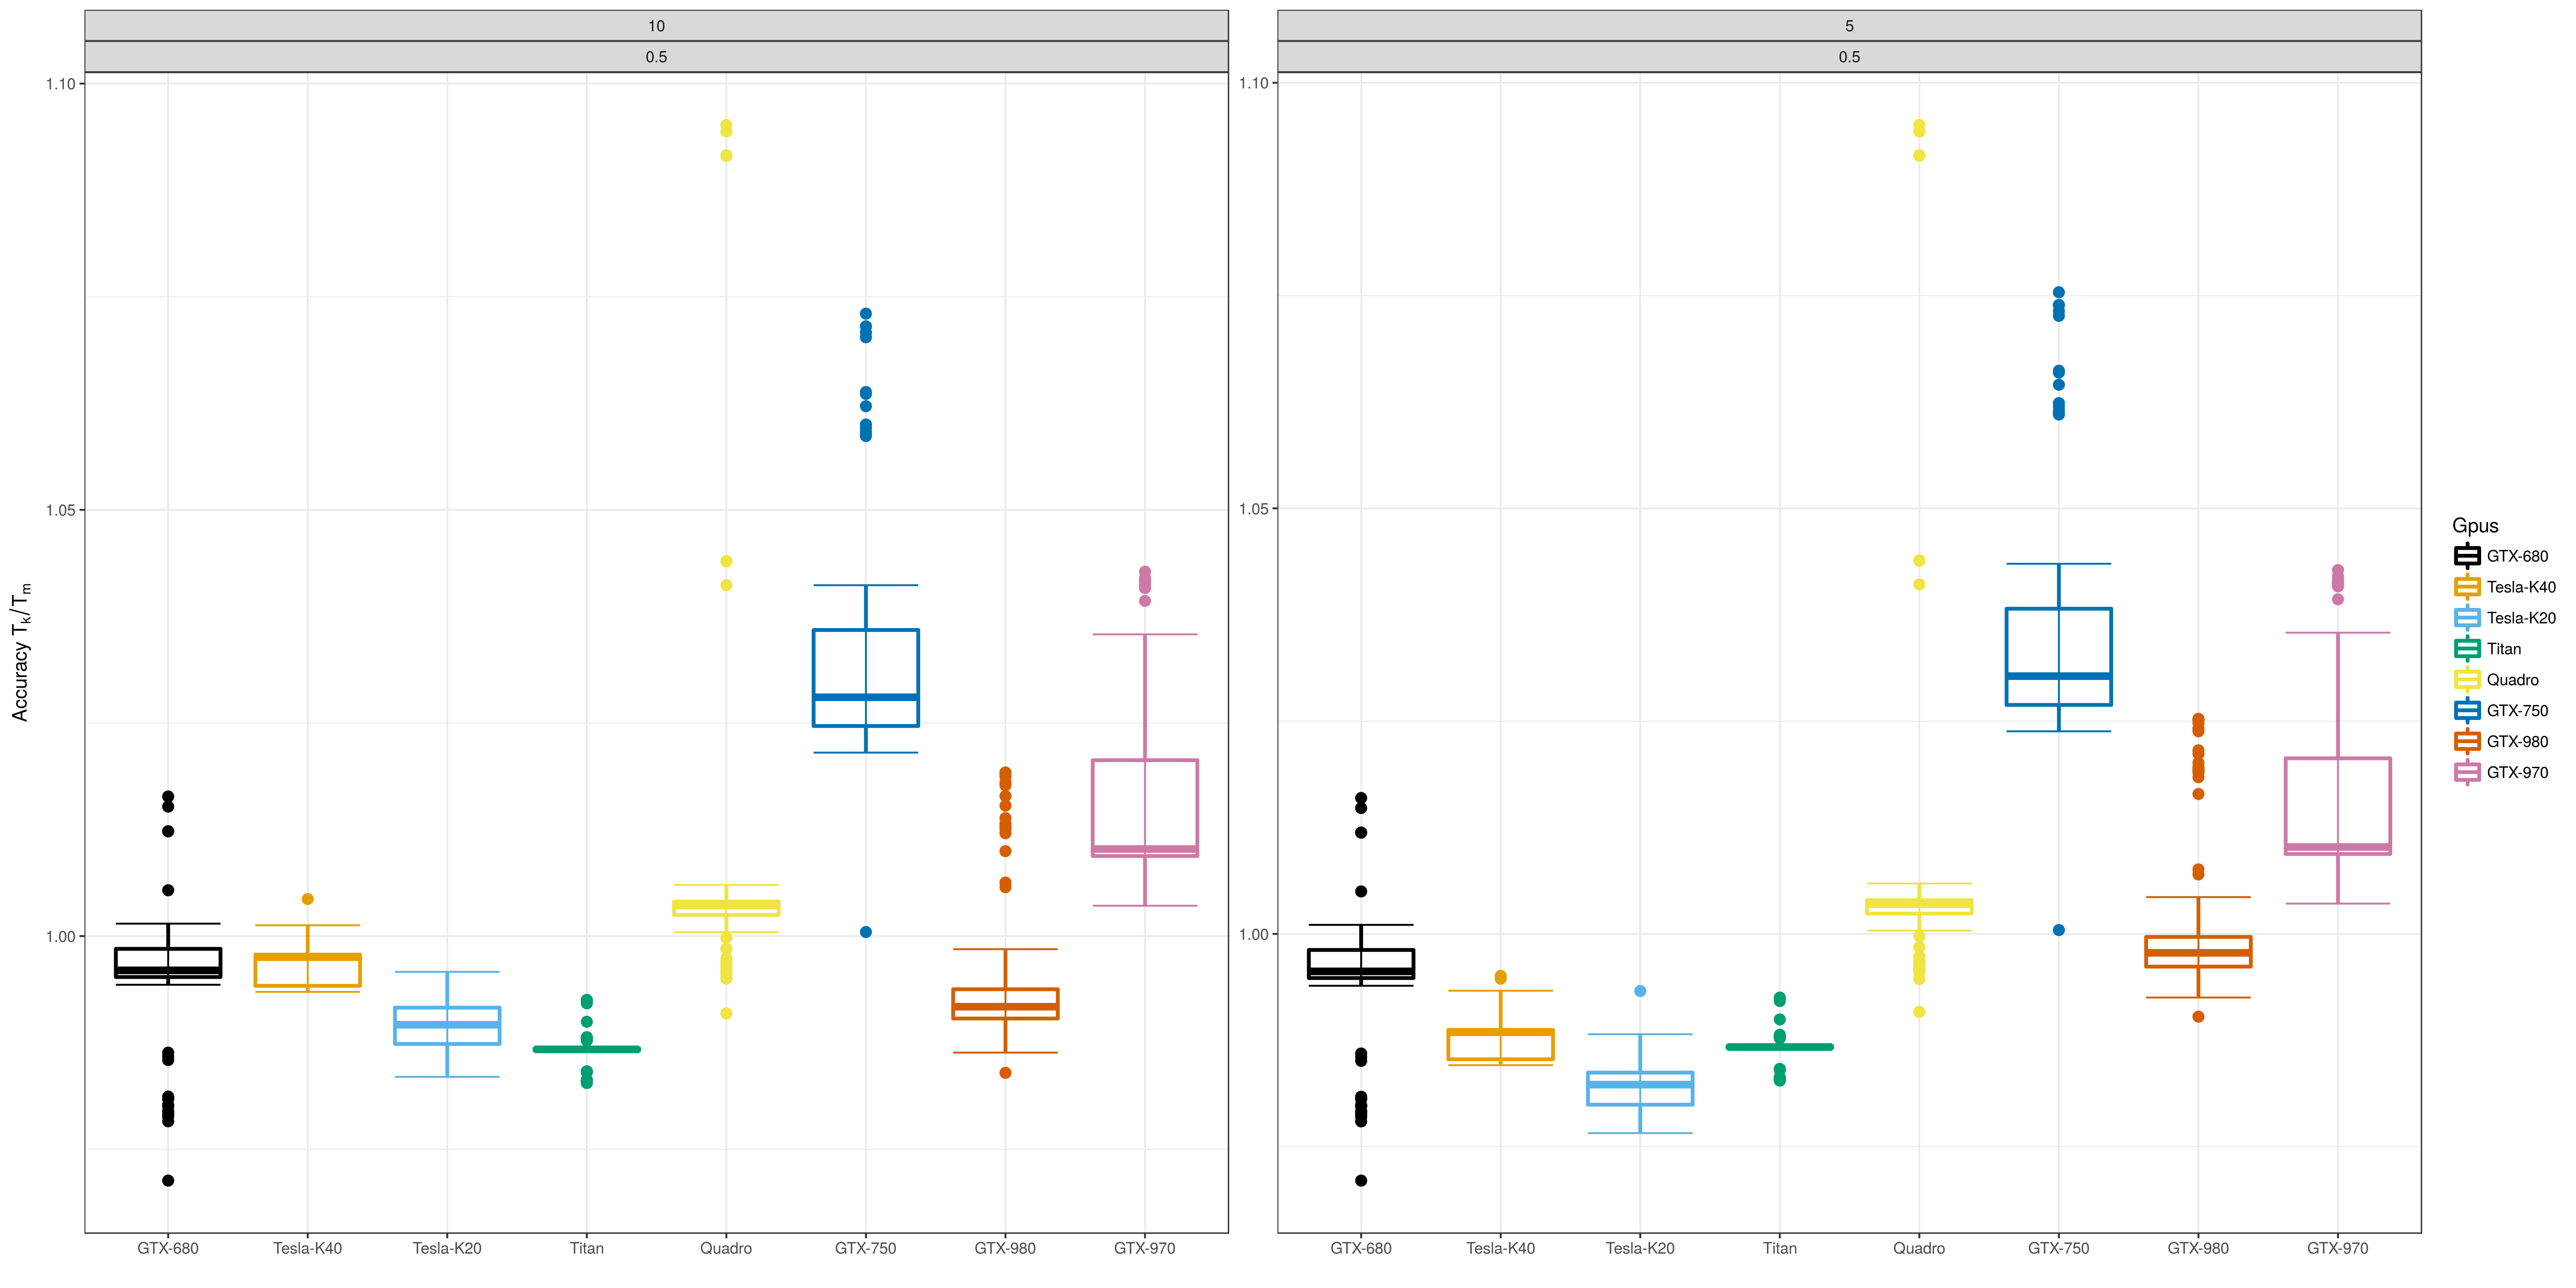 10
5
0.5
0.5
1.10
1.05
1.00
1.10
1.05
1.00
Accuracy Tk/Tm
GTX-680 Tesla-K40 Tesla-K20 Titan Quadro GTX-750 GTX-980 GTX-970
GTX-680 Tesla-K40 Tesla-K20 Titan Quadro GTX-750 GTX-980 GTX-970
Gpus
GTX-680
Tesla-K40
Tesla-K20
Titan
Quadro
GTX-750
GTX-980
GTX-970